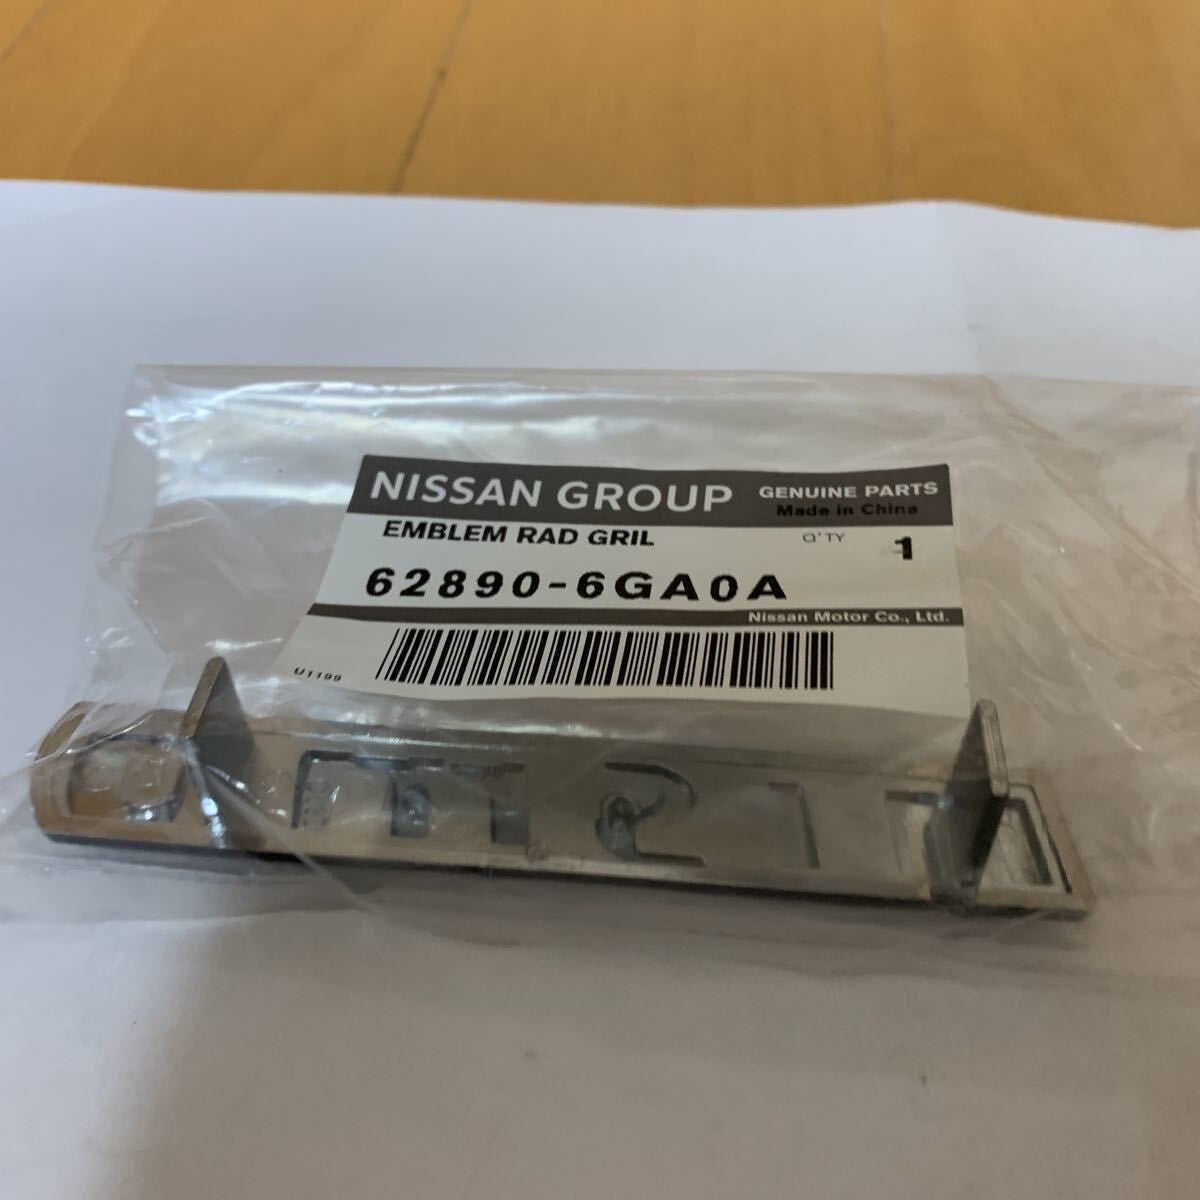 NISSAN GROUP GENUINE PARTS
Made in China
EMBLEM RAD GRIL Q'TY 1
62890-6GA0A
Nissan Motor Co., Ltd.
U1199